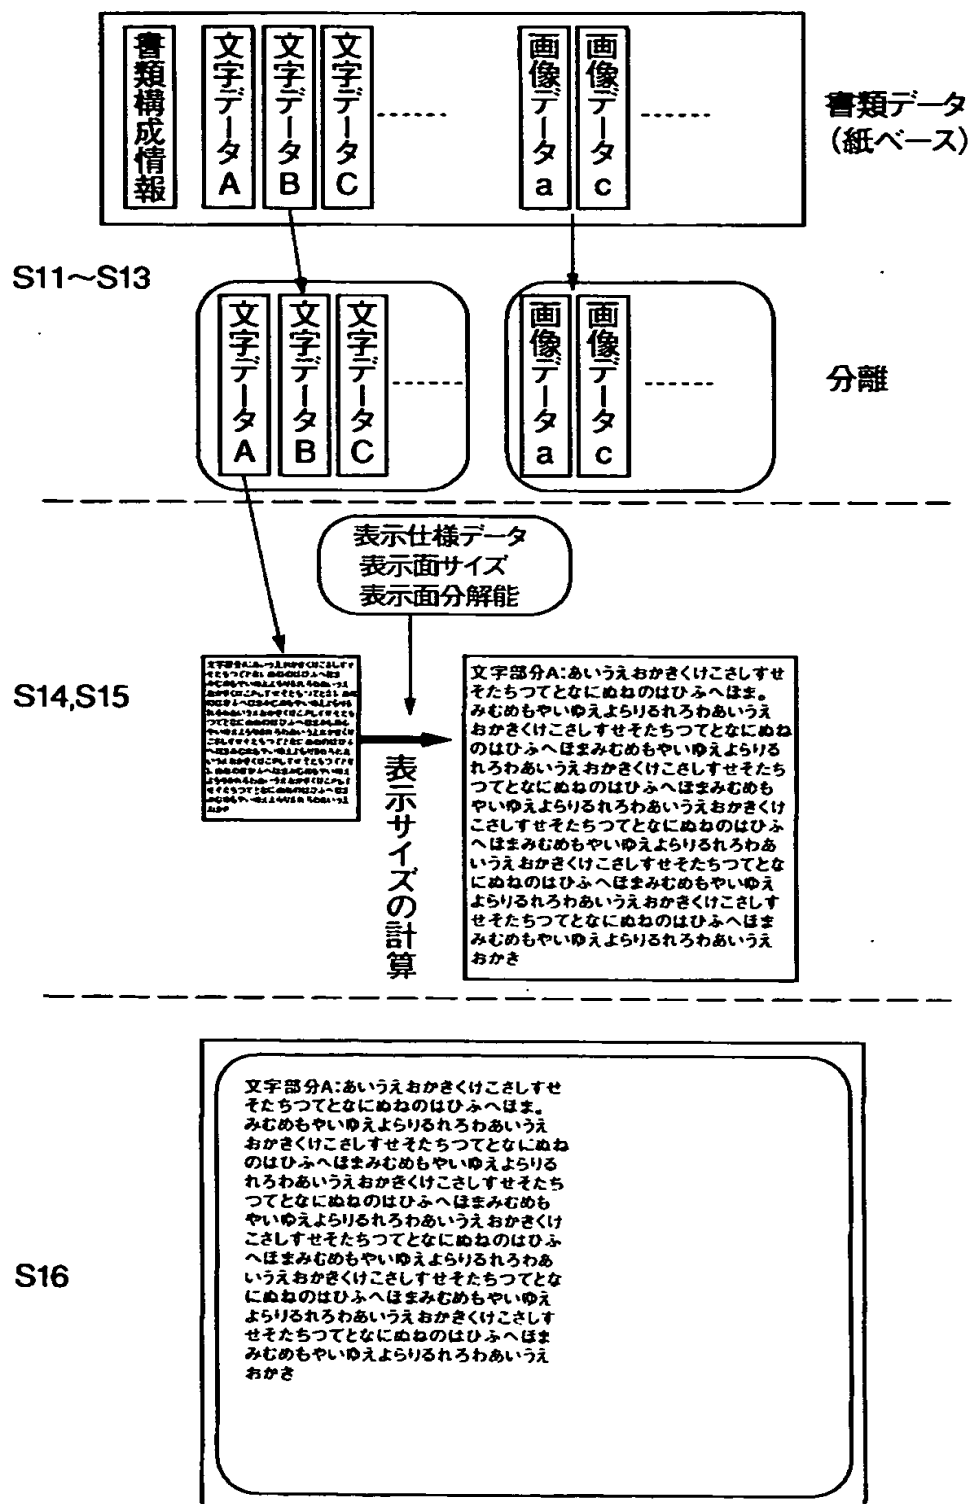 書類構成情報
文字データA
文字データB
文字データC
画像データa
画像データc
書類データ
(紙ベース)
S11〜S13
文字データA
文字データB
文字データC
画像データa
画像データc
分離
表示仕様データ
表示面サイズ
表示面分解能
S14,S15
表示サイズの計算
文字部分A:あいうえおかきくけこさしすせ
そたちつてとなにぬねのはひふへほま。
みむめもやいゆえよらりるれろわあいうえ
おかきくけこさしすせそたちつてとなにぬね
のはひふへほまみむめもやいゆえよらりる
れろわあいうえおかきくけこさしすせそたち
つてとなにぬねのはひふへほまみむめも
やいゆえよらりるれろわあいうえおかきくけ
こさしすせそたちつてとなにぬねのはひふ
へほまみむめもやいゆえよらりるれろわあ
いうえおかきくけこさしすせそたちつてとな
にぬねのはひふへほまみむめもやいゆえ
よらりるれろわあいうえおかきくけこさしす
せそたちつてとなにぬねのはひふへほま
みむめもやいゆえよらりるれろわあいうえ
おかき
S16
文字部分A:あいうえおかきくけこさしすせ
そたちつてとなにぬねのはひふへほま。
みむめもやいゆえよらりるれろわあいうえ
おかきくけこさしすせそたちつてとなにぬね
のはひふへほまみむめもやいゆえよらりる
れろわあいうえおかきくけこさしすせそたち
つてとなにぬねのはひふへほまみむめも
やいゆえよらりるれろわあいうえおかきくけ
こさしすせそたちつてとなにぬねのはひふ
へほまみむめもやいゆえよらりるれろわあ
いうえおかきくけこさしすせそたちつてとな
にぬねのはひふへほまみむめもやいゆえ
よらりるれろわあいうえおかきくけこさしす
せそたちつてとなにぬねのはひふへほま
みむめもやいゆえよらりるれろわあいうえ
おかき